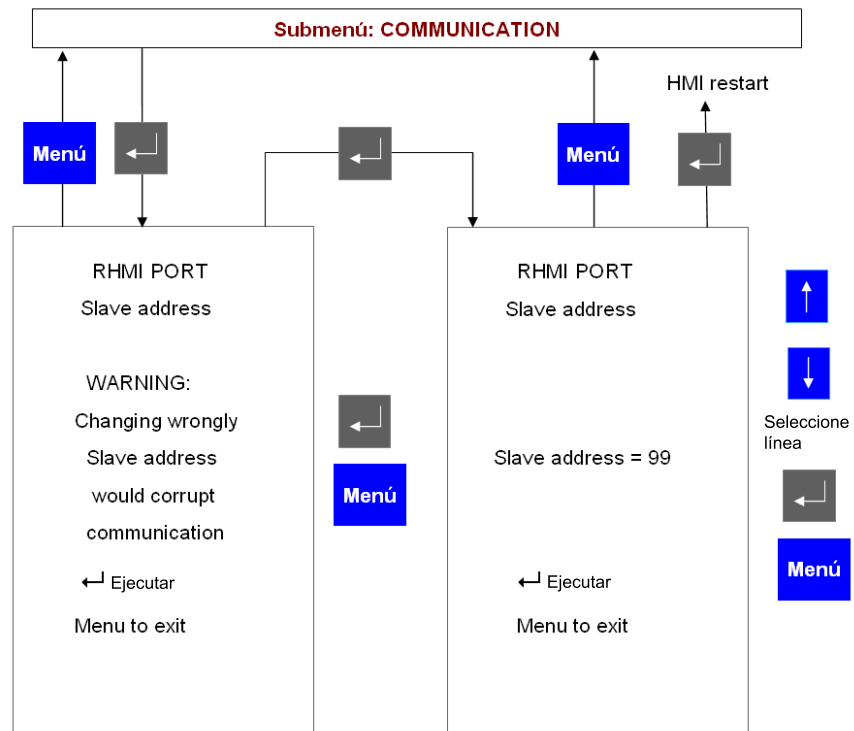 Submenú: COMMUNICATION
HMI restart
Menú
Menú
RHMI PORT
Slave address
WARNING:
Changing wrongly
Slave address
would corrupt
communication
Ejecutar
Menu to exit
Menú
RHMI PORT
Slave address
Slave address = 99
Ejecutar
Menu to exit
Seleccione
línea
Menú